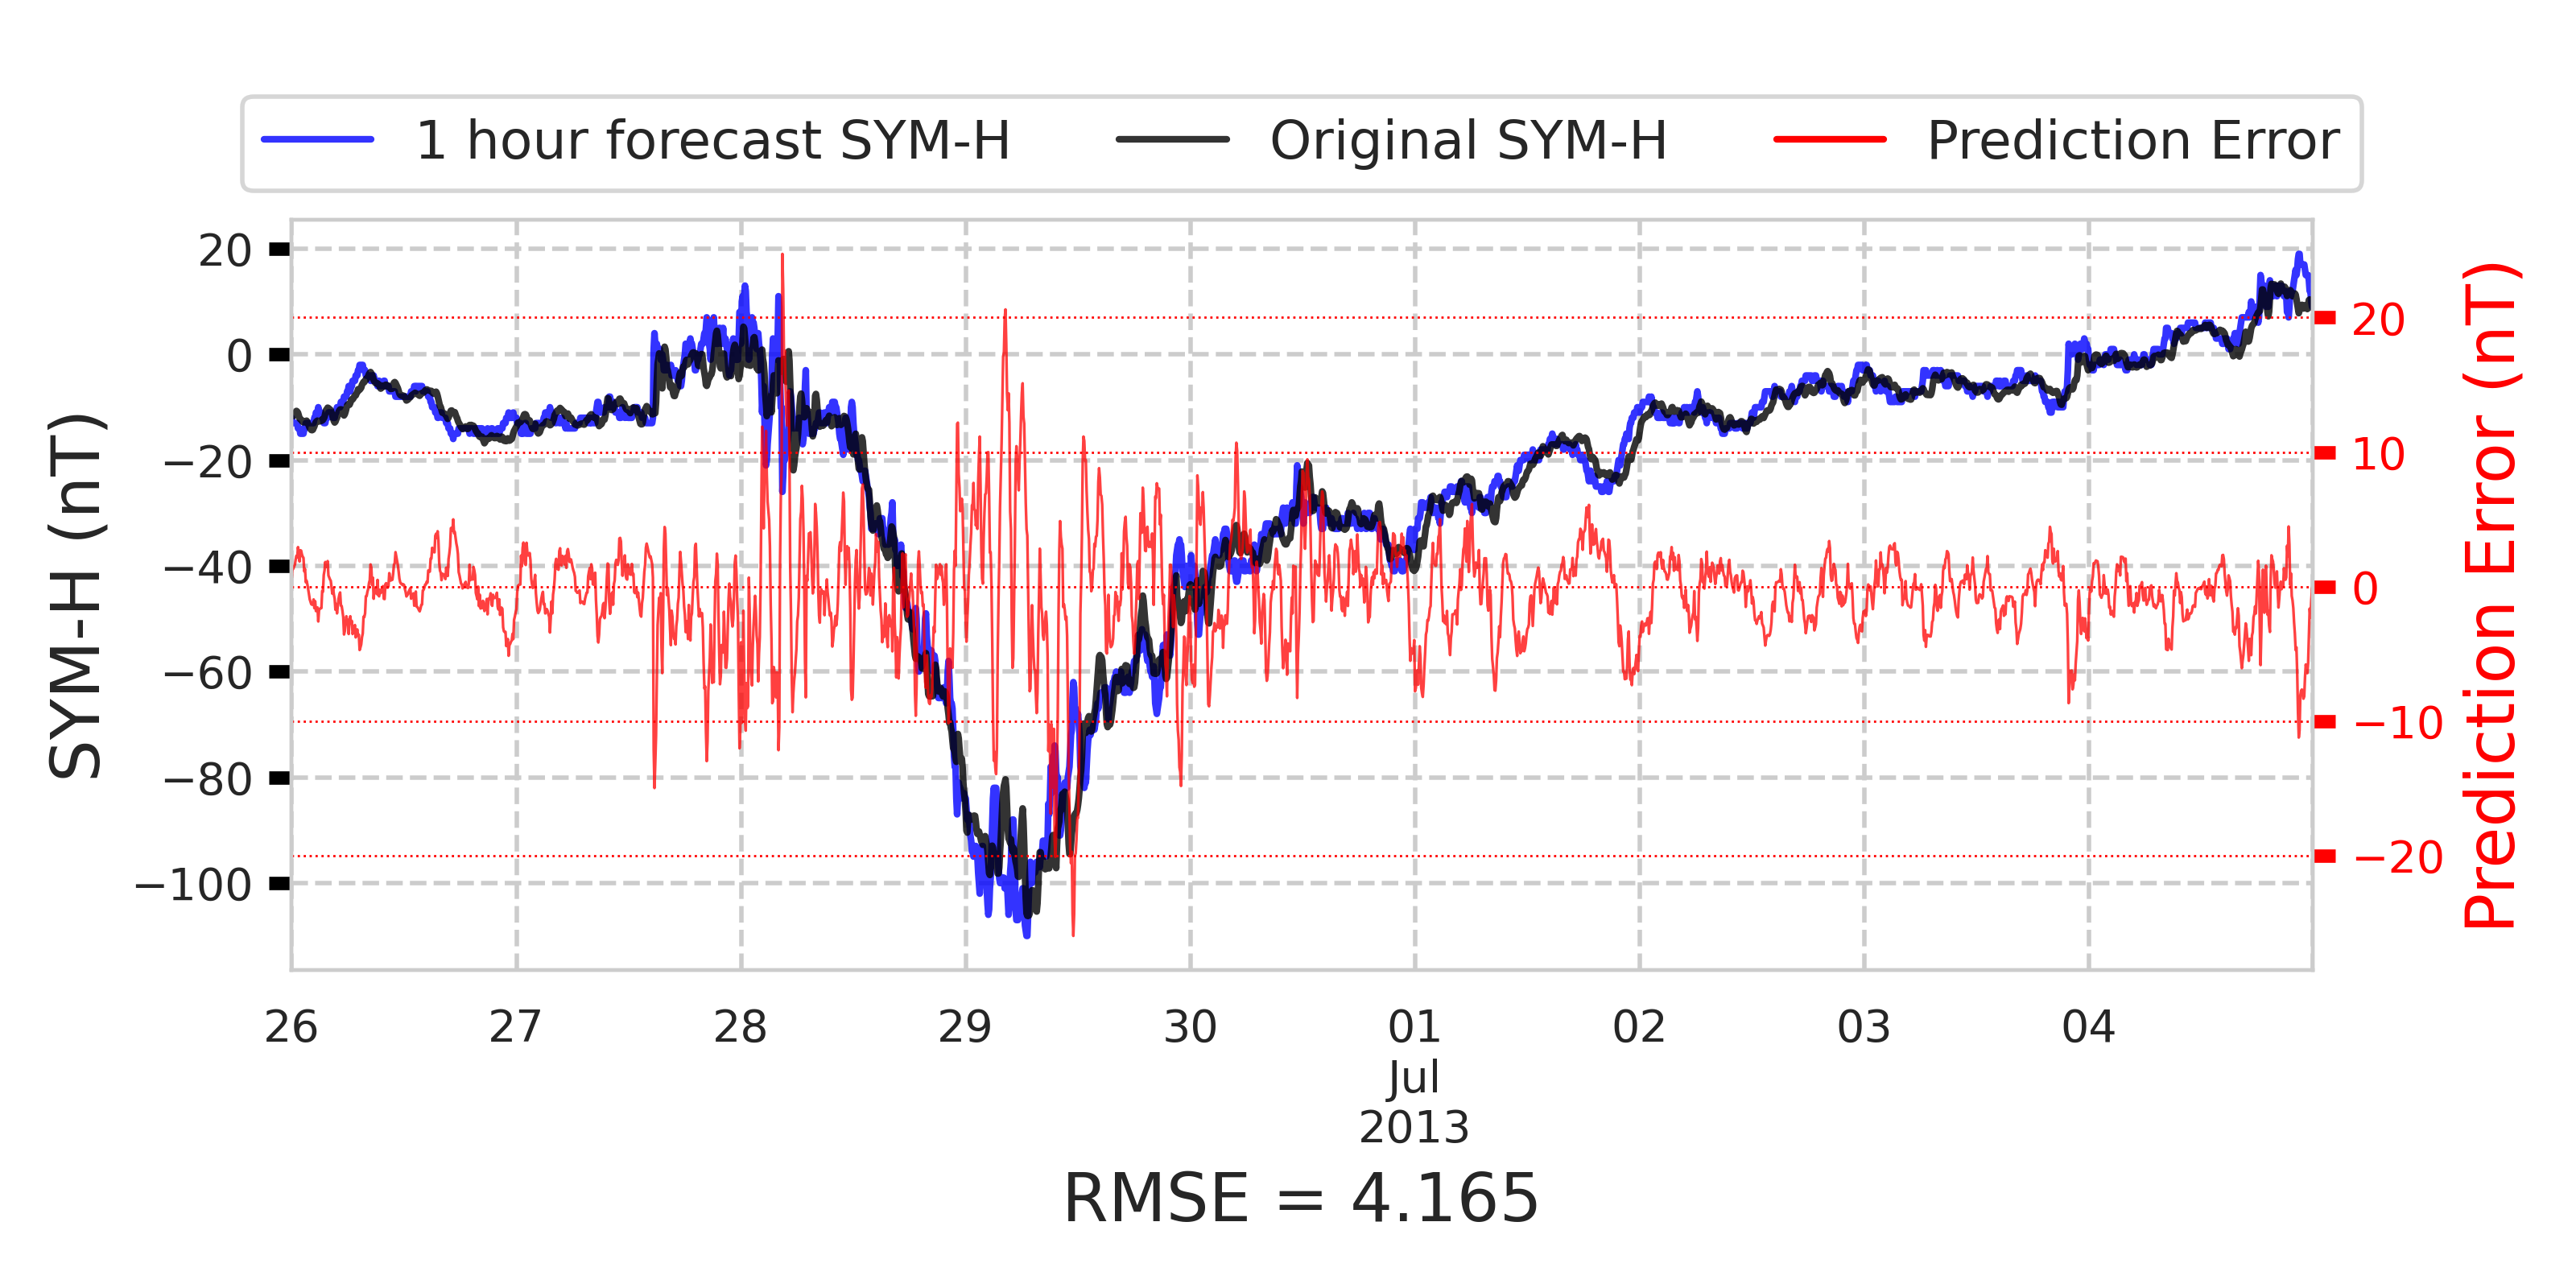 1 hour forecast SYM-H Original SYM-H Prediction Error
SYM-H (nT)
20
0
−20
−40
−60
−80
−100
20
10
0
−10
−20
Prediction Error (nT)
26 27 28 29 30 01 02 03 04
Jul
2013
RMSE = 4.165